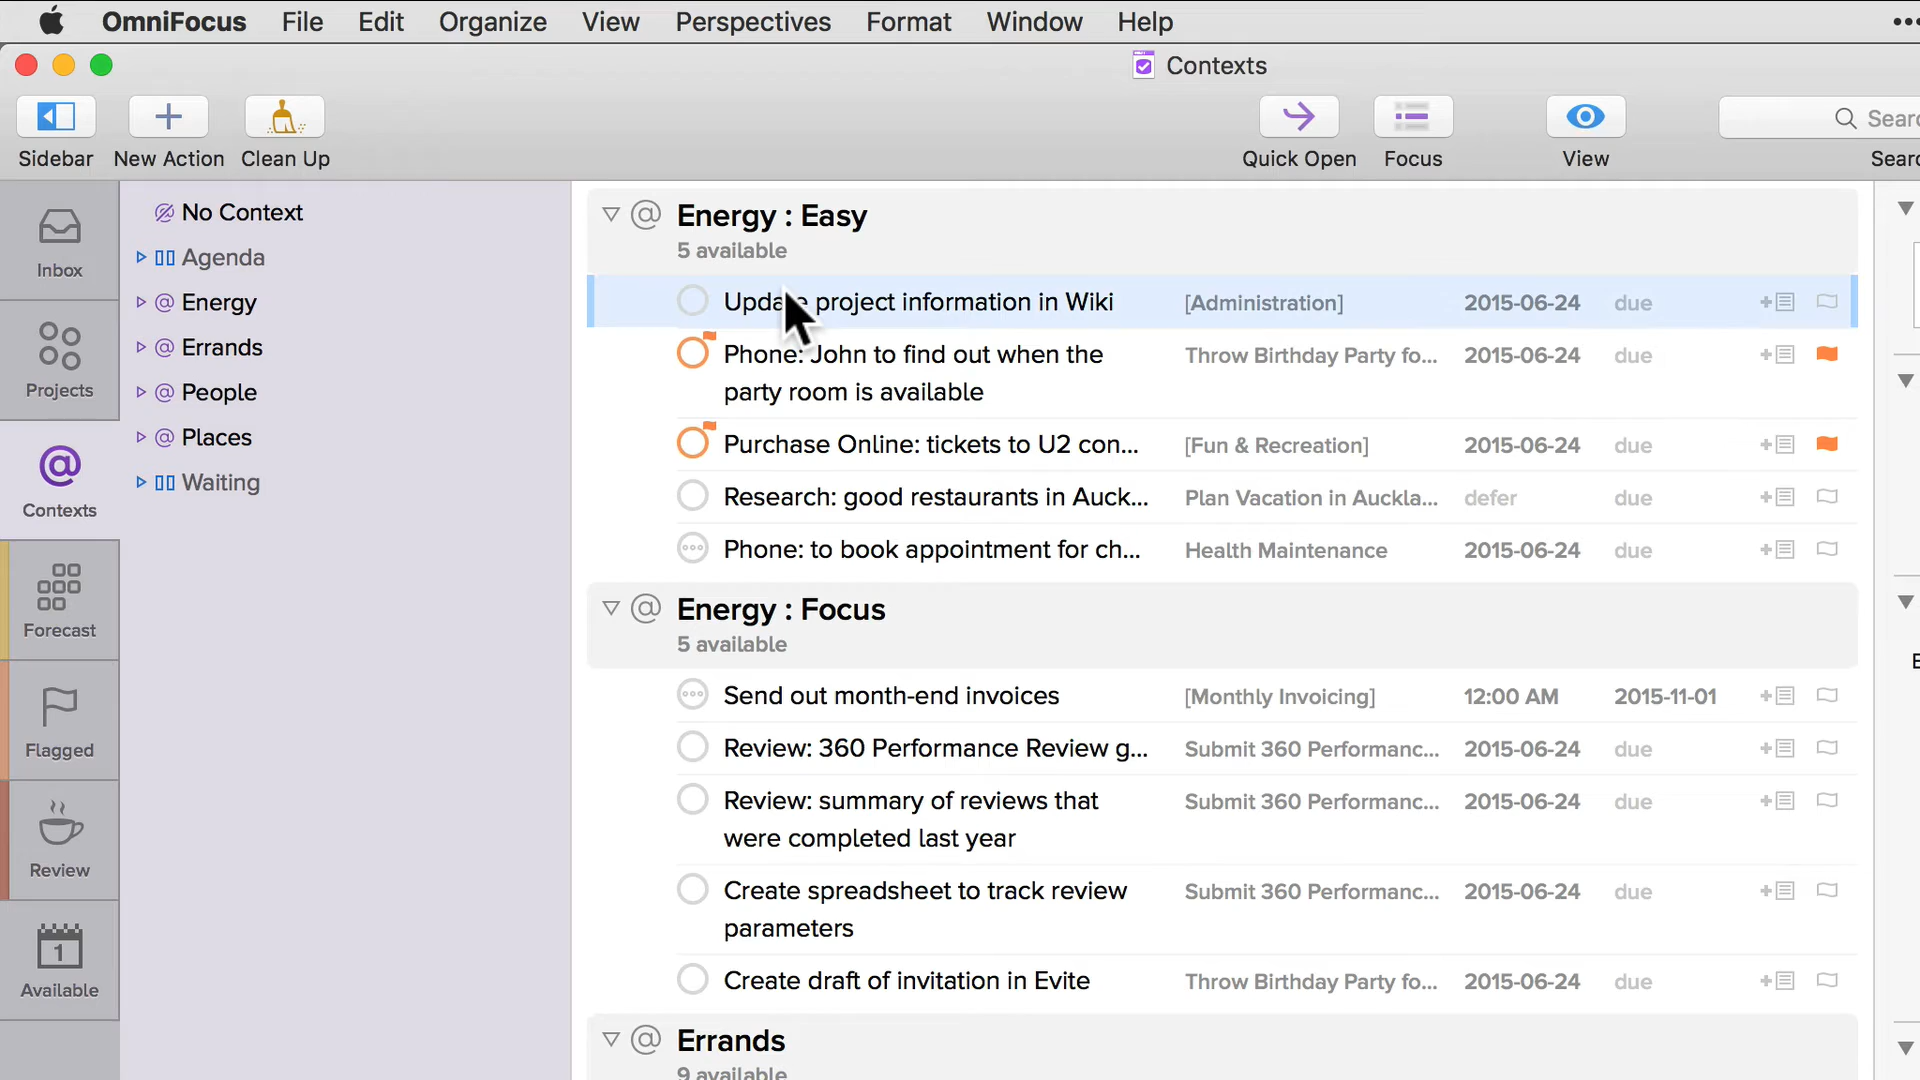 OmniFocus File Edit Organize View Perspectives Format Window Help
Contexts
Sidebar New Action Clean Up Quick Open Focus View
No Context
Agenda
Energy
Errands
People
Places
Waiting
Inbox
Projects
Contexts
Forecast
Flagged
Review
1
Available
Energy : Easy
5 available
Update project information in Wiki [Administration] 2015-06-24 due
Phone: John to find out when the Throw Birthday Party fo... 2015-06-24 due
party room is available
Purchase Online: tickets to U2 con... [Fun & Recreation] 2015-06-24 due
Research: good restaurants in Auck... Plan Vacation in Auckla... defer due
Phone: to book appointment for ch... Health Maintenance 2015-06-24 due
Energy : Focus
5 available
Send out month-end invoices [Monthly Invoicing] 12:00 AM 2015-11-01
Review: 360 Performance Review g... Submit 360 Performanc... 2015-06-24 due
Review: summary of reviews that Submit 360 Performanc... 2015-06-24 due
were completed last year
Create spreadsheet to track review Submit 360 Performanc... 2015-06-24 due
parameters
Create draft of invitation in Evite Throw Birthday Party fo... 2015-06-24 due
Errands
9 available